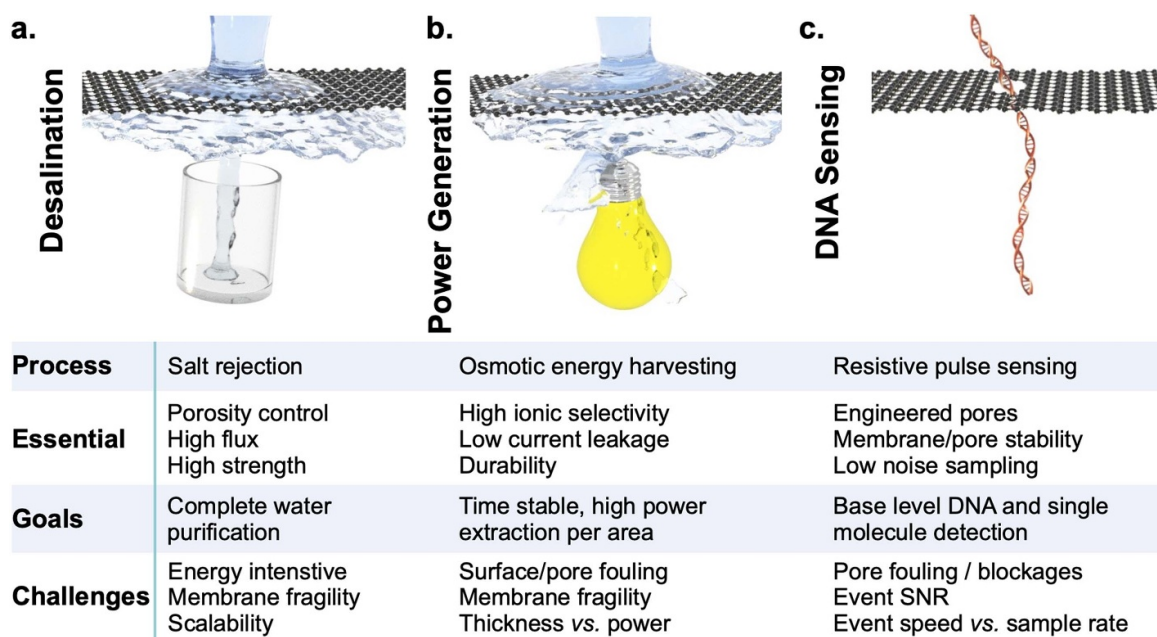 a.
Desalination
b.
Power Generation
c.
DNA Sensing
Process
Salt rejection
Osmotic energy harvesting
Resistive pulse sensing
Essential
Porosity control
High flux
High strength
High ionic selectivity
Low current leakage
Durability
Engineered pores
Membrane/pore stability
Low noise sampling
Goals
Complete water
purification
Time stable, high power
extraction per area
Base level DNA and single
molecule detection
Challenges
Energy intenstive
Membrane fragility
Scalability
Surface/pore fouling
Membrane fragility
Thickness vs. power
Pore fouling / blockages
Event SNR
Event speed vs. sample rate